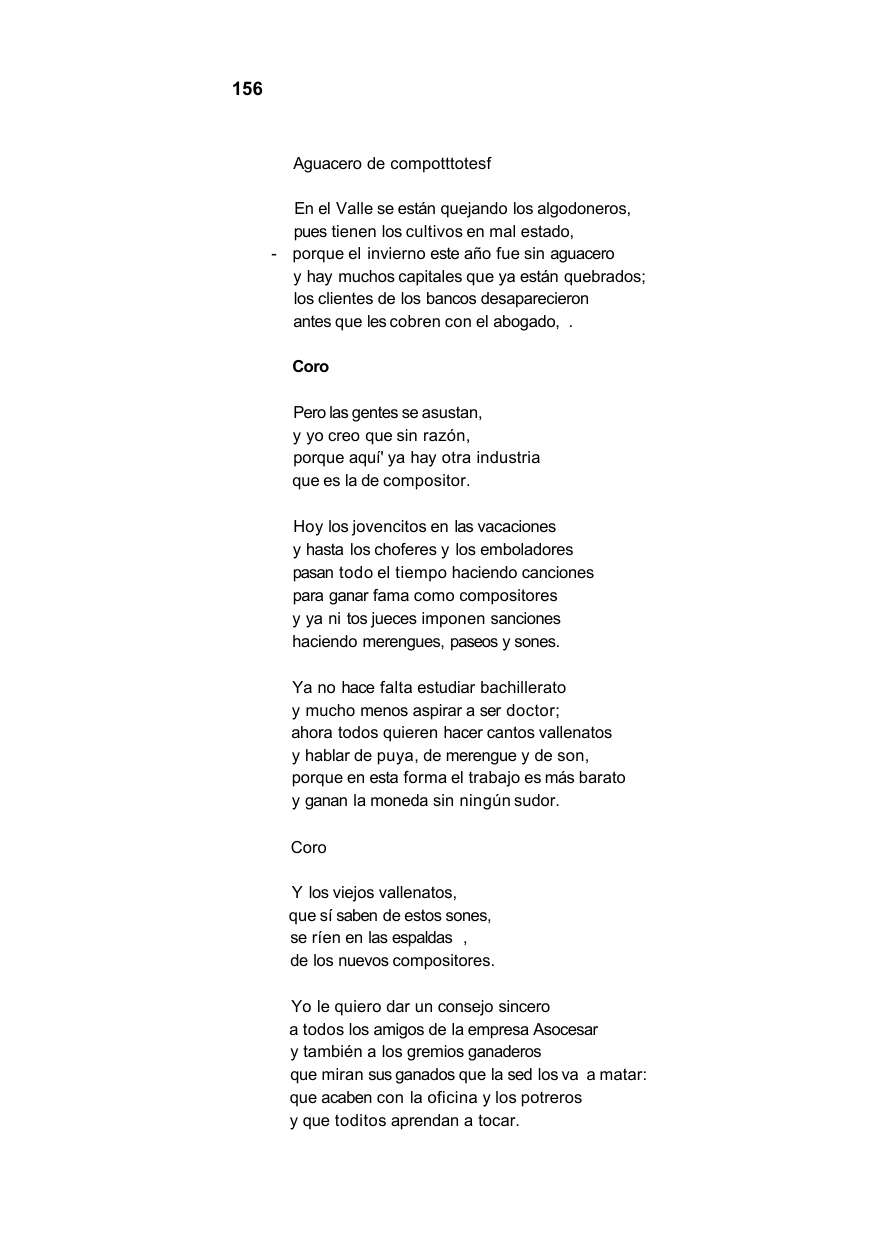 156
Aguacero de compotttotesf
En el Valle se están quejando los algodoneros,
pues tienen los cultivos en mal estado,
- porque el invierno este año fue sin aguacero
y hay muchos capitales que ya están quebrados;
los clientes de los bancos desaparecieron
antes que les cobren con el abogado, .
Coro
Pero las gentes se asustan,
y yo creo que sin razón,
porque aquí' ya hay otra industria
que es la de compositor.
Hoy los jovencitos en las vacaciones
y hasta los choferes y los emboladores
pasan todo el tiempo haciendo canciones
para ganar fama como compositores
y ya ni tos jueces imponen sanciones
haciendo merengues, paseos y sones.
Ya no hace falta estudiar bachillerato
y mucho menos aspirar a ser doctor;
ahora todos quieren hacer cantos vallenatos
y hablar de puya, de merengue y de son,
porque en esta forma el trabajo es más barato
y ganan la moneda sin ningún sudor.
Coro
Y los viejos vallenatos,
que sí saben de estos sones,
se ríen en las espaldas ,
de los nuevos compositores.
Yo le quiero dar un consejo sincero
a todos los amigos de la empresa Asocesar
y también a los gremios ganaderos
que miran sus ganados que la sed los va a matar:
que acaben con la oficina y los potreros
y que toditos aprendan a tocar.